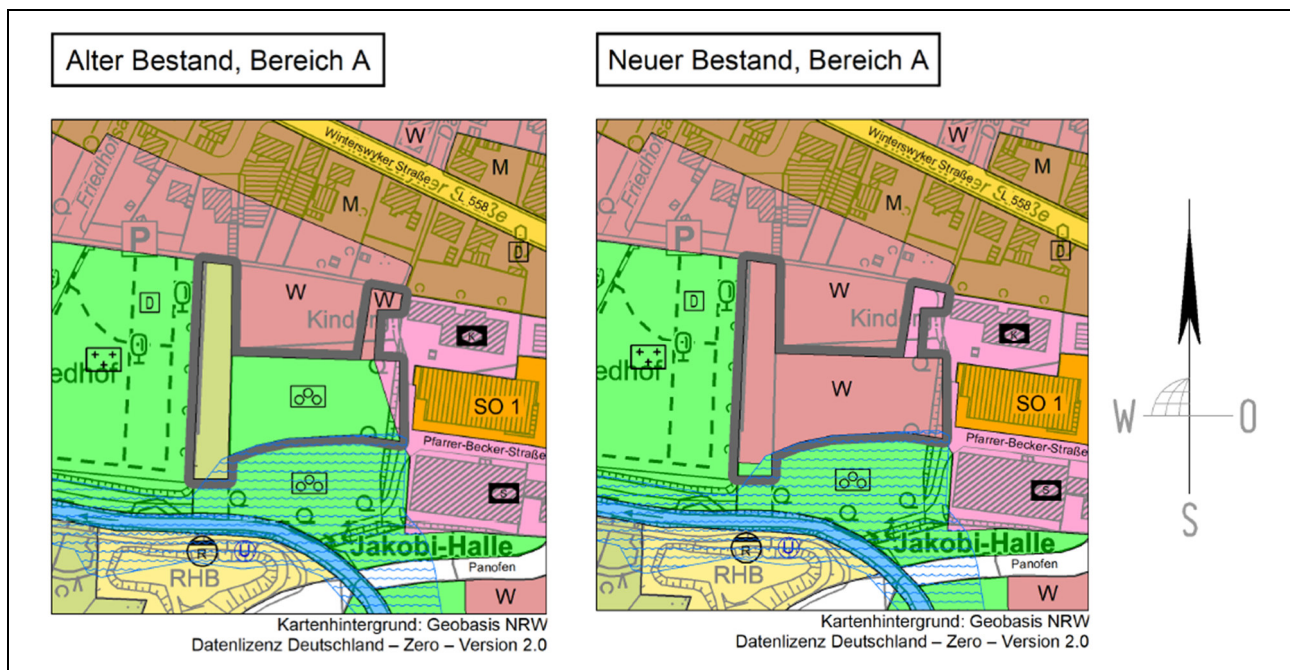 Alter Bestand, Bereich A
Neuer Bestand, Bereich A
W
M
Winterswyker Straße
L 558
M
D
P
W
W
D
K
SO 1
Pfarrer-Becker-Straße
S
Jakobi-Halle
R
U
RHB
Panofen
W
Kartenhintergrund: Geobasis NRW
Datenlizenz Deutschland – Zero – Version 2.0
W
M
Winterswyker Straße
L 558
M
D
P
W
D
K
W
SO 1
Pfarrer-Becker-Straße
S
Jakobi-Halle
R
U
RHB
Panofen
W
Kartenhintergrund: Geobasis NRW
Datenlizenz Deutschland – Zero – Version 2.0
W
O
S